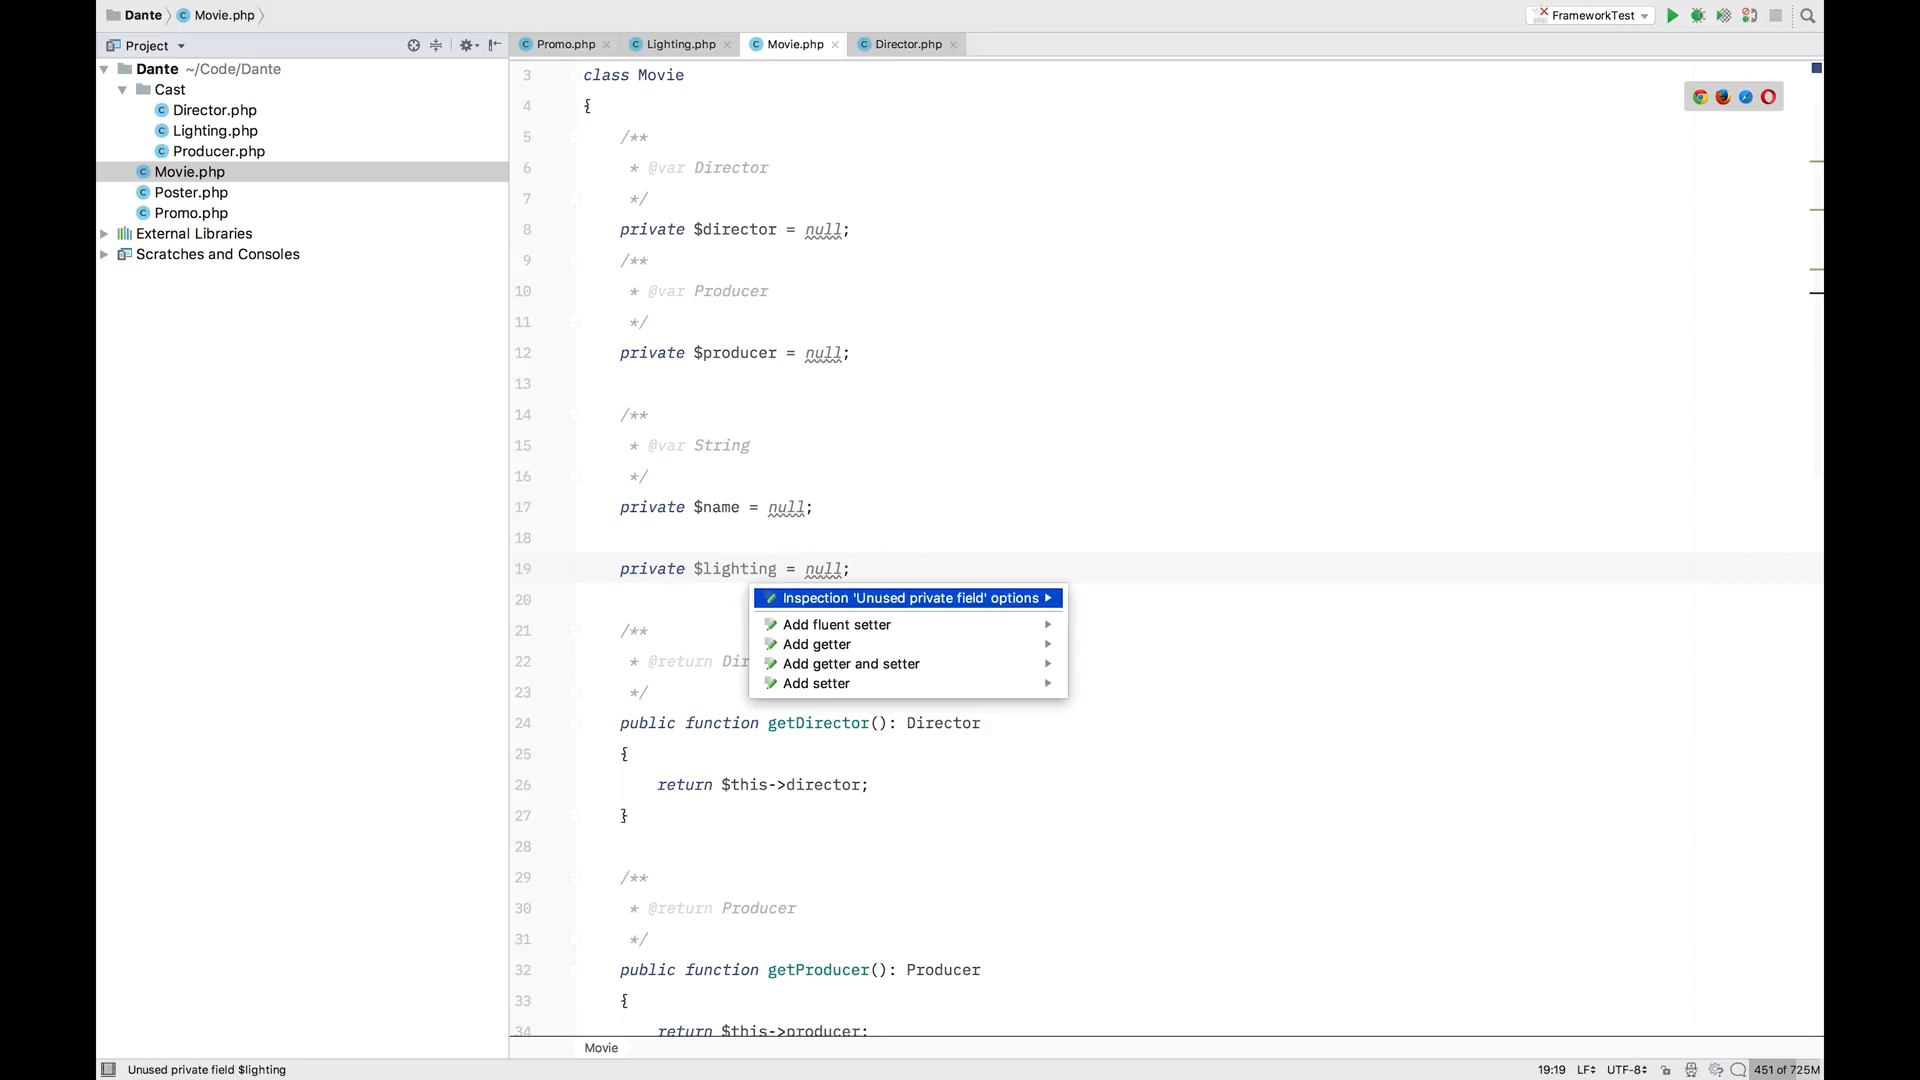 Dante Movie.php FrameworkTest
Project Promo.php Lighting.php Movie.php Director.php
Dante ~/Code/Dante
Cast
Director.php
Lighting.php
Producer.php
Movie.php
Poster.php
Promo.php
External Libraries
Scratches and Consoles
3 class Movie
4 {
5 /**
6 * @var Director
7 */
8 private $director = null;
9 /**
10 * @var Producer
11 */
12 private $producer = null;
13
14 /**
15 * @var String
16 */
17 private $name = null;
18
19 private $lighting = null;
20
21 /**
22 * @return Dir
23 */
24 public function getDirector(): Director
25 {
26 return $this->director;
27 }
28
29 /**
30 * @return Producer
31 */
32 public function getProducer(): Producer
33 {
34 return $this->producer;
Inspection 'Unused private field' options
Add fluent setter
Add getter
Add getter and setter
Add setter
Movie
Unused private field $lighting 19:19 LF UTF-8 451 of 725M